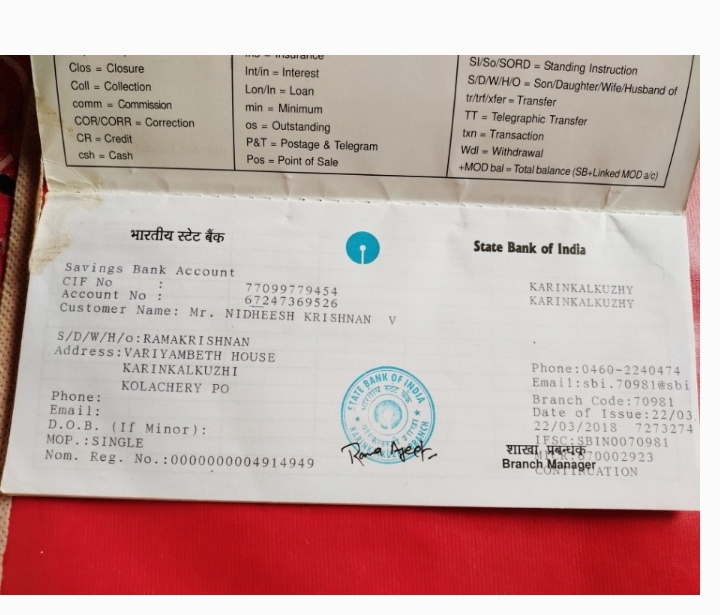 Clos = Closure
Coll = Collection
comm = Commission
COR/CORR = Correction
CR = Credit
csh = Cash
Ins = Insurance
Int/in = Interest
Lon/ln = Loan
min = Minimum
os = Outstanding
P&T = Postage & Telegram
Pos = Point of Sale
SI/So/SORD = Standing Instruction
S/D/W/H/O = Son/Daughter/Wife/Husband of
tr/trf/xfer = Transfer
TT = Telegraphic Transfer
txn = Transaction
Wdl = Withdrawal
+MOD bal = Total balance (SB+Linked MOD a/c)
भारतीय स्टेट बैंक
State Bank of India
Savings Bank Account
CIF No : 77099779454
Account No : 67247369526
Customer Name: Mr. NIDHEESH KRISHNAN V
S/D/W/H/o:RAMAKRISHNAN
Address:VARIYAMBETH HOUSE
KARINKALKUZHI
KOLACHERY PO
Phone:
Email:
D.O.B. (If Minor):
MOP.:SINGLE
Nom. Reg. No.:0000000004914949
STATE BANK OF INDIA
भारतीय स्टेट बैंक
BRANCH
KARINKALKUZHY
KARINKALKUZHY
Phone:0460-2240474
Email:sbi.70981@sbi
Branch Code:70981
Date of Issue:22/03
22/03/2018 7273274
IFSC:SBIN0070981
शाखा प्रबन्धक
Branch Manager
CONTINUATION